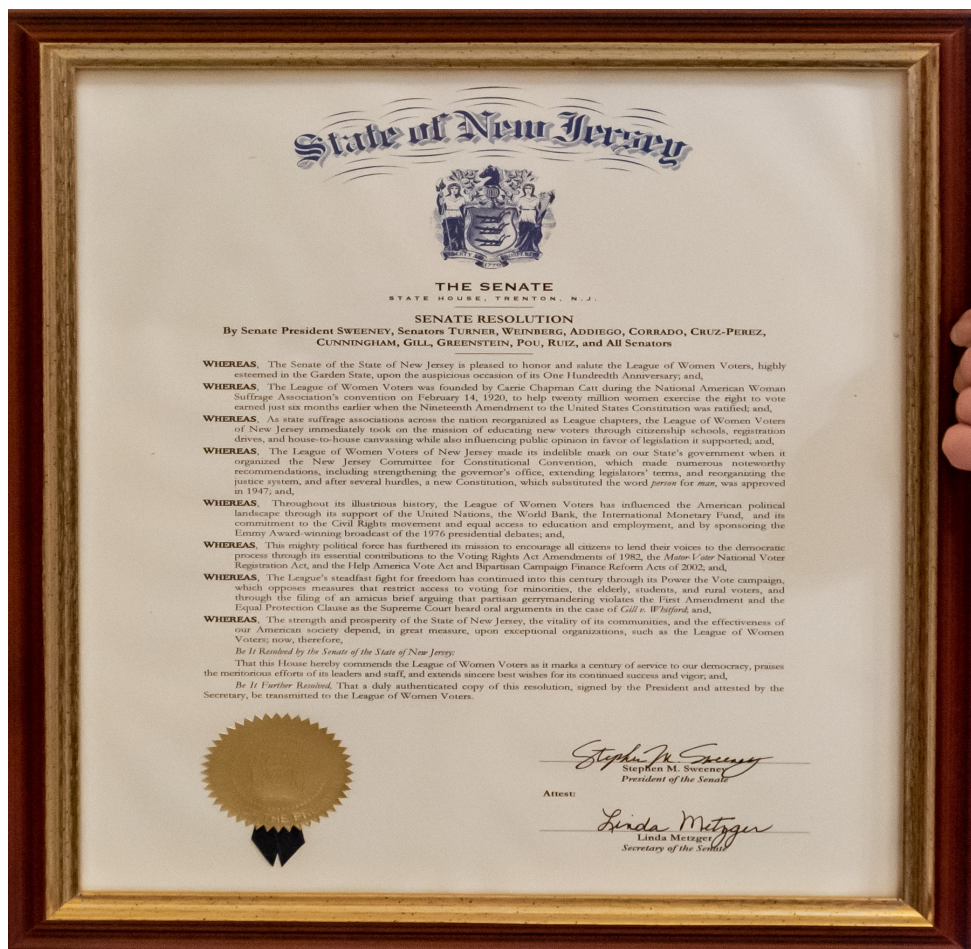 State of New Jersey
THE SENATE
STATE HOUSE, TRENTON, N.J.
SENATE RESOLUTION
By Senate President SWEENEY, Senators TURNER, WEINBERG, ADDIEGO, CORRADO, CRUZ-PEREZ,
CUNNINGHAM, GILL, GREENSTEIN, POU, RUIZ, and All Senators
WHEREAS, The Senate of the State of New Jersey is pleased to honor and salute the League of Women Voters, highly
esteemed in the Garden State, upon the auspicious occasion of its One Hundredth Anniversary; and,
WHEREAS, The League of Women Voters was founded by Carrie Chapman Catt during the National American Woman
Suffrage Association's convention on February 14, 1920, to help twenty million women exercise the right to vote
earned just six months earlier when the Nineteenth Amendment to the United States Constitution was ratified; and,
WHEREAS, As state suffrage associations across the nation reorganized as League chapters, the League of Women Voters
of New Jersey immediately took on the mission of educating new voters through citizenship schools, registration
drives, and house-to-house canvassing while also influencing public opinion in favor of legislation it supported; and,
WHEREAS, The League of Women Voters of New Jersey made its indelible mark on our State's government when it
organized the New Jersey Committee for Constitutional Convention, which made numerous noteworthy
recommendations, including strengthening the governor's office, extending legislators' terms, and reorganizing the
justice system, and after several hurdles, a new Constitution, which substituted the word person for man, was approved
in 1947; and,
WHEREAS, Throughout its illustrious history, the League of Women Voters has influenced the American political
landscape through its support of the United Nations, the World Bank, the International Monetary Fund, and its
commitment to the Civil Rights movement and equal access to education and employment, and by sponsoring the
Emmy Award-winning broadcast of the 1976 presidential debates; and,
WHEREAS, This mighty political force has furthered its mission to encourage all citizens to lend their voices to the democratic
process through its essential contributions to the Voting Rights Act Amendments of 1982, the Motor Voter National Voter
Registration Act, and the Help America Vote Act and Bipartisan Campaign Finance Reform Acts of 2002; and,
WHEREAS, The League's steadfast fight for freedom has continued into this century through its Power the Vote campaign,
which opposes measures that restrict access to voting for minorities, the elderly, students, and rural voters, and
through the filing of an amicus brief arguing that partisan gerrymandering violates the First Amendment and the
Equal Protection Clause as the Supreme Court heard oral arguments in the case of Gill v. Whitford; and,
WHEREAS, The strength and prosperity of the State of New Jersey, the vitality of its communities, and the effectiveness of
our American society depend, in great measure, upon exceptional organizations, such as the League of Women
Voters; now, therefore,
Be It Resolved by the Senate of the State of New Jersey:
That this House hereby commends the League of Women Voters as it marks a century of service to our democracy, praises
the meritorious efforts of its leaders and staff, and extends sincere best wishes for its continued success and vigor; and,
Be It Further Resolved, That a duly authenticated copy of this resolution, signed by the President and attested by the
Secretary, be transmitted to the League of Women Voters.
Stephen M. Sweeney
Stephen M. Sweeney
President of the Senate
Attest:
Linda Metzger
Linda Metzger
Secretary of the Senate